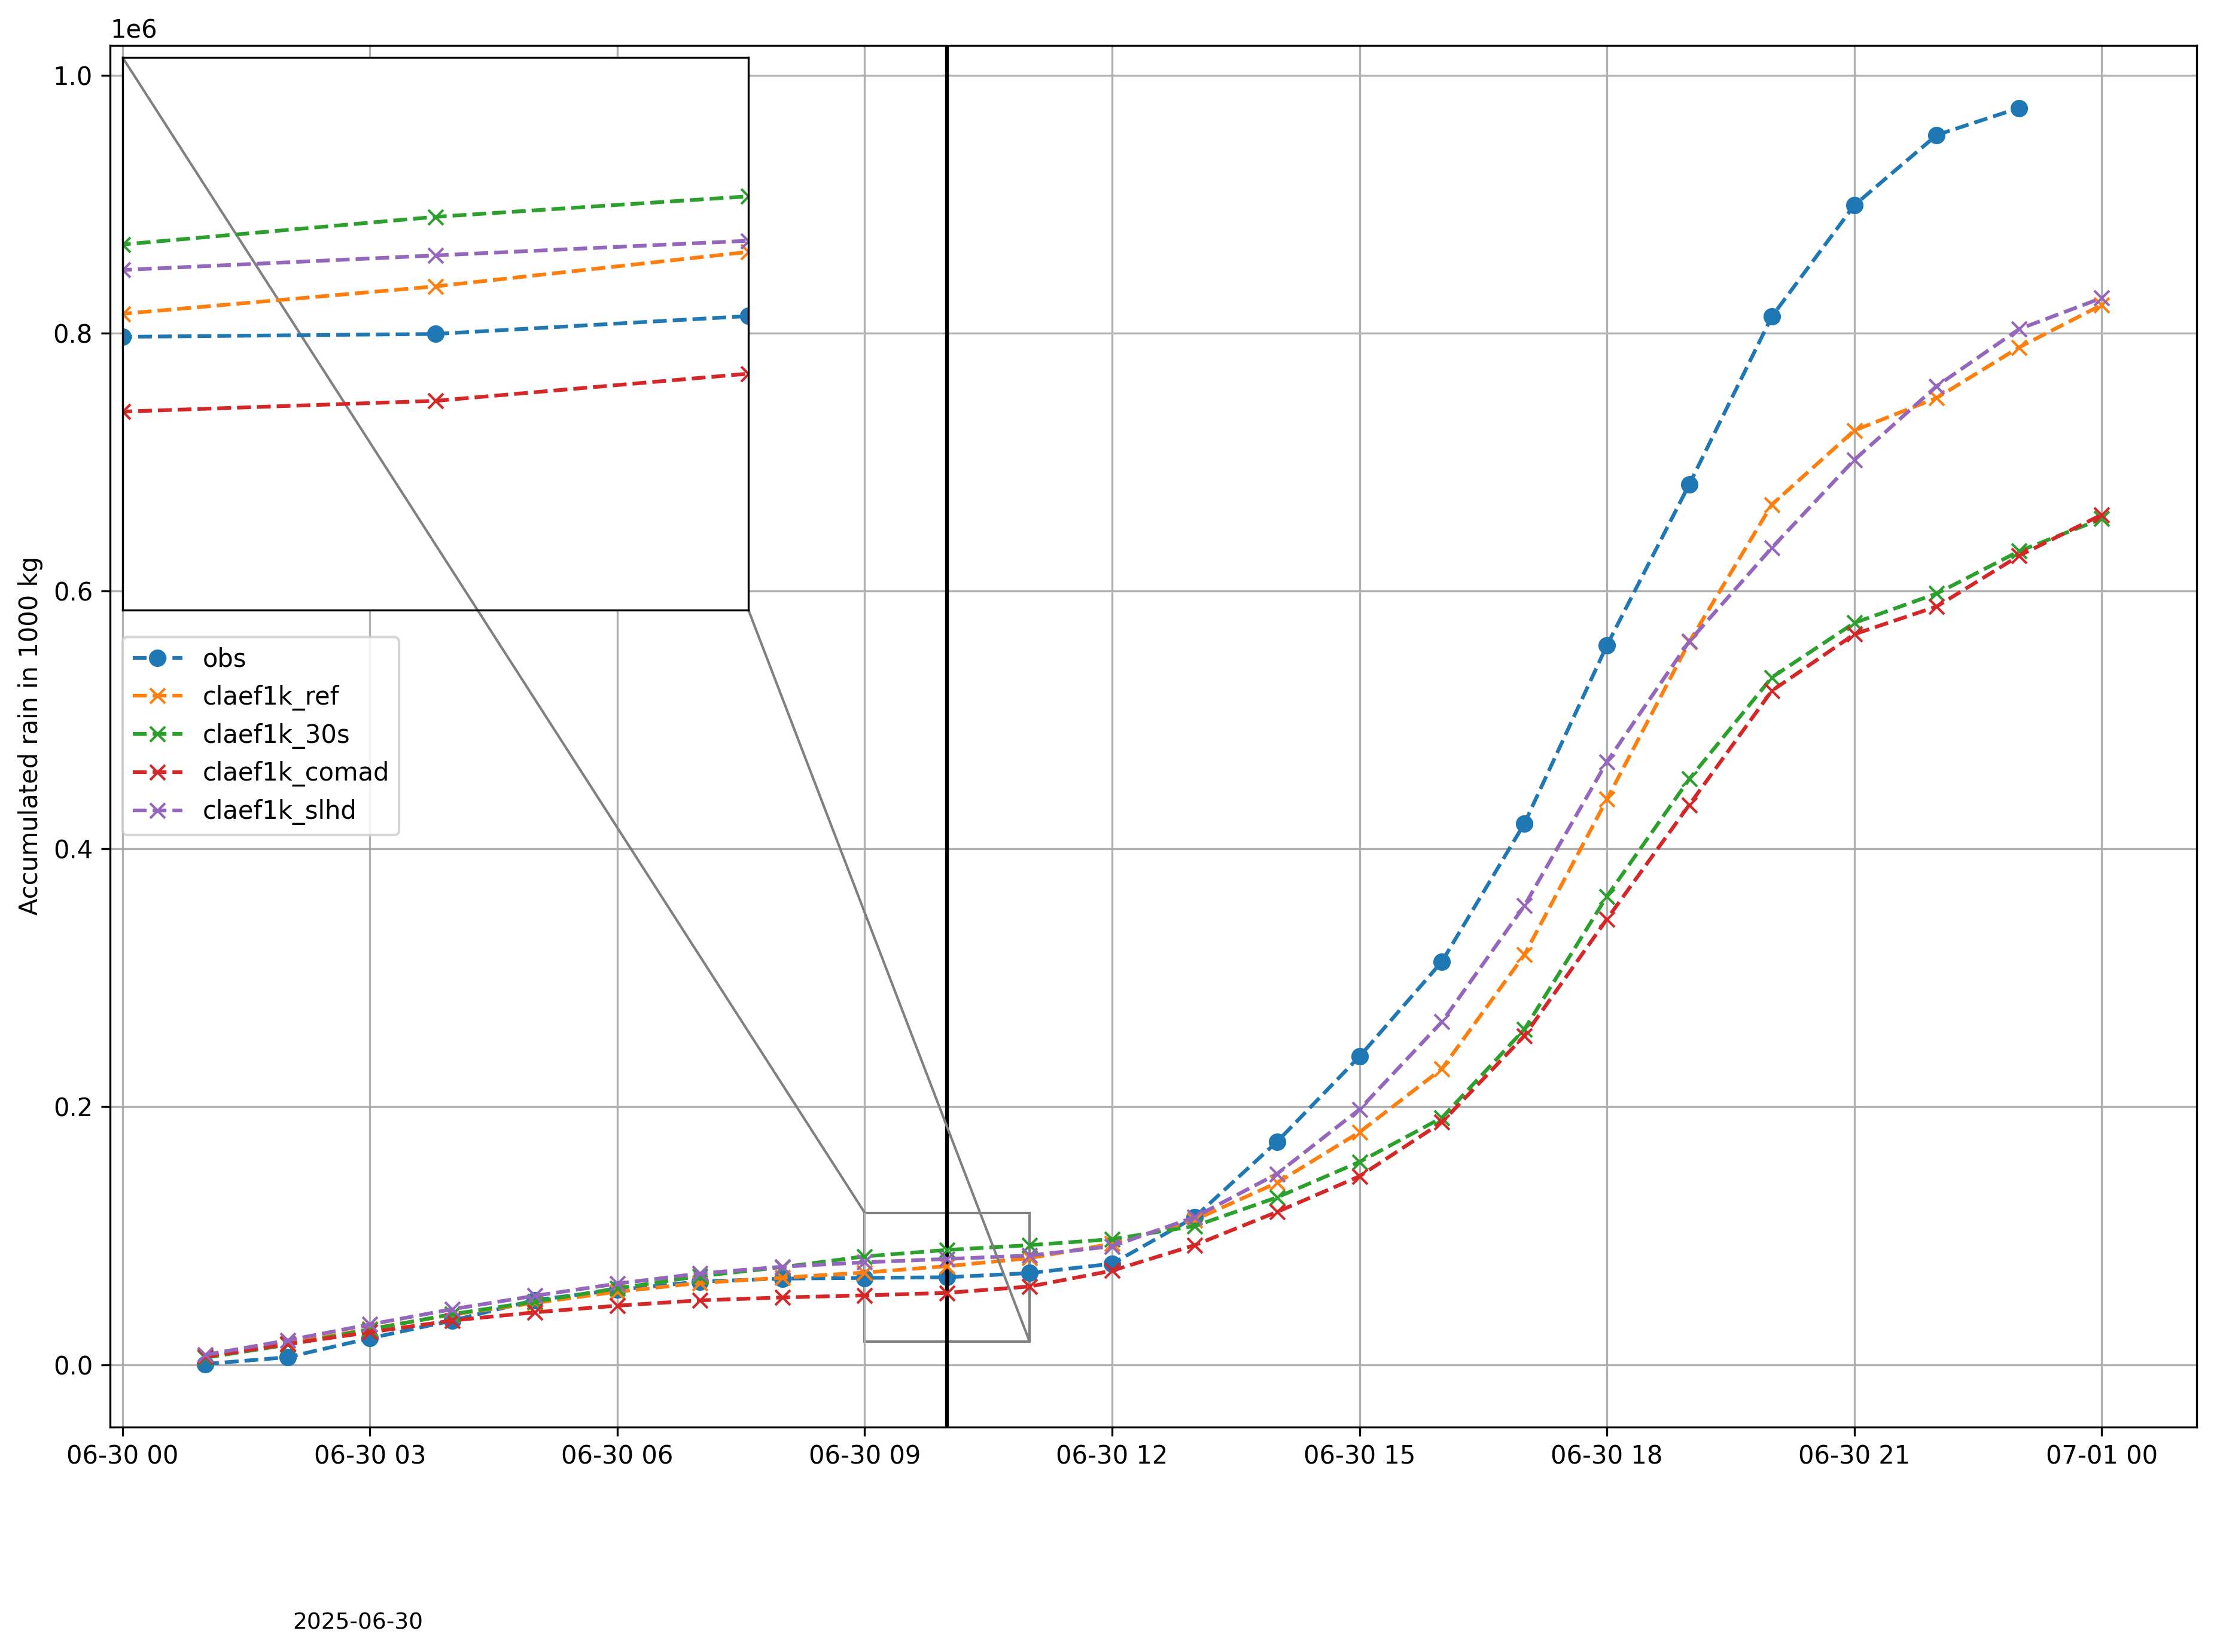 1e6
1.0
0.8
0.6
0.4
0.2
0.0
Accumulated rain in 1000 kg
obs
claef1k_ref
claef1k_30s
claef1k_comad
claef1k_slhd
06-30 00 06-30 03 06-30 06 06-30 09 06-30 12 06-30 15 06-30 18 06-30 21 07-01 00
2025-06-30